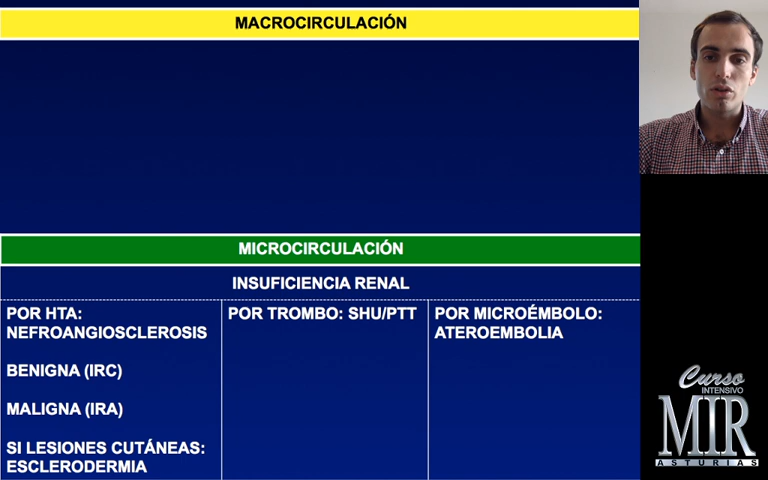 MACROCIRCULACIÓN
MICROCIRCULACIÓN
INSUFICIENCIA RENAL
POR HTA:
NEFROANGIOSCLEROSIS
BENIGNA (IRC)
MALIGNA (IRA)
SI LESIONES CUTÁNEAS:
ESCLERODERMIA
POR TROMBO: SHU/PTT
POR MICROÉMBOLO:
ATEROEMBOLIA
Curso
INTENSIVO
MIR
ASTURIAS